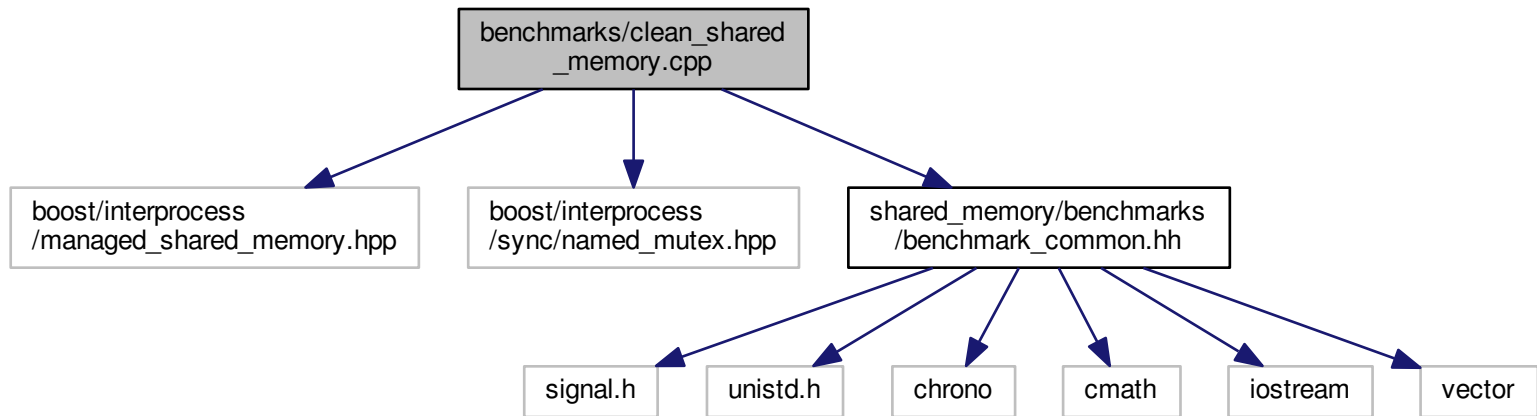 benchmarks/clean_shared
_memory.cpp
boost/interprocess
/managed_shared_memory.hpp
boost/interprocess
/sync/named_mutex.hpp
shared_memory/benchmarks
/benchmark_common.hh
signal.h
unistd.h
chrono
cmath
iostream
vector